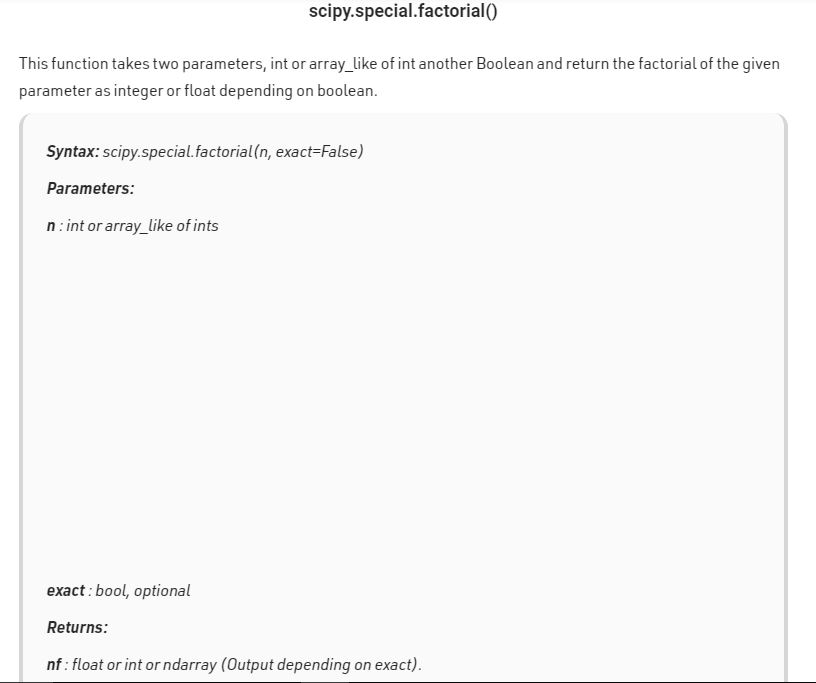 scipy.special.factorial()
This function takes two parameters, int or array_like of int another Boolean and return the factorial of the given
parameter as integer or float depending on boolean.
Syntax: scipy.special.factorial(n, exact=False)
Parameters:
n : int or array_like of ints
exact : bool, optional
Returns:
nf : float or int or ndarray (Output depending on exact).